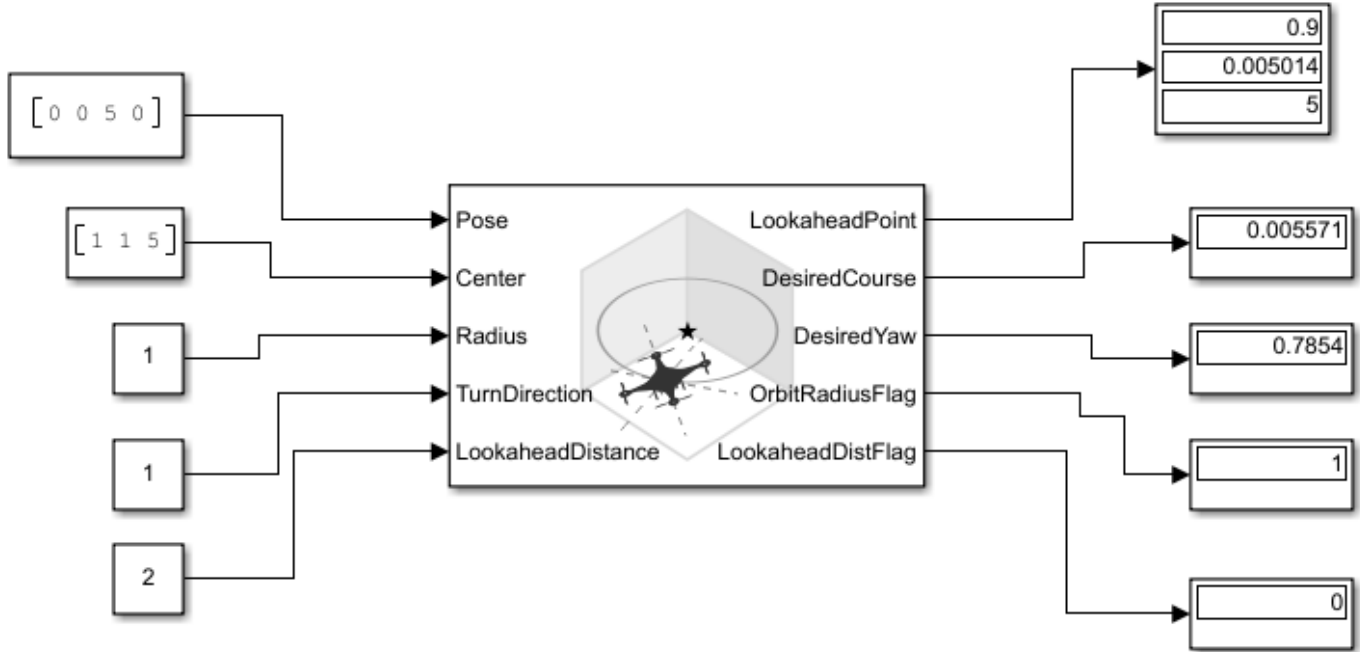 [0 0 5 0]
[1 1 5]
1
1
2
Pose
Center
Radius
TurnDirection
LookaheadDistance
LookaheadPoint
DesiredCourse
DesiredYaw
OrbitRadiusFlag
LookaheadDistFlag
0.9
0.005014
5
0.005571
0.7854
1
0